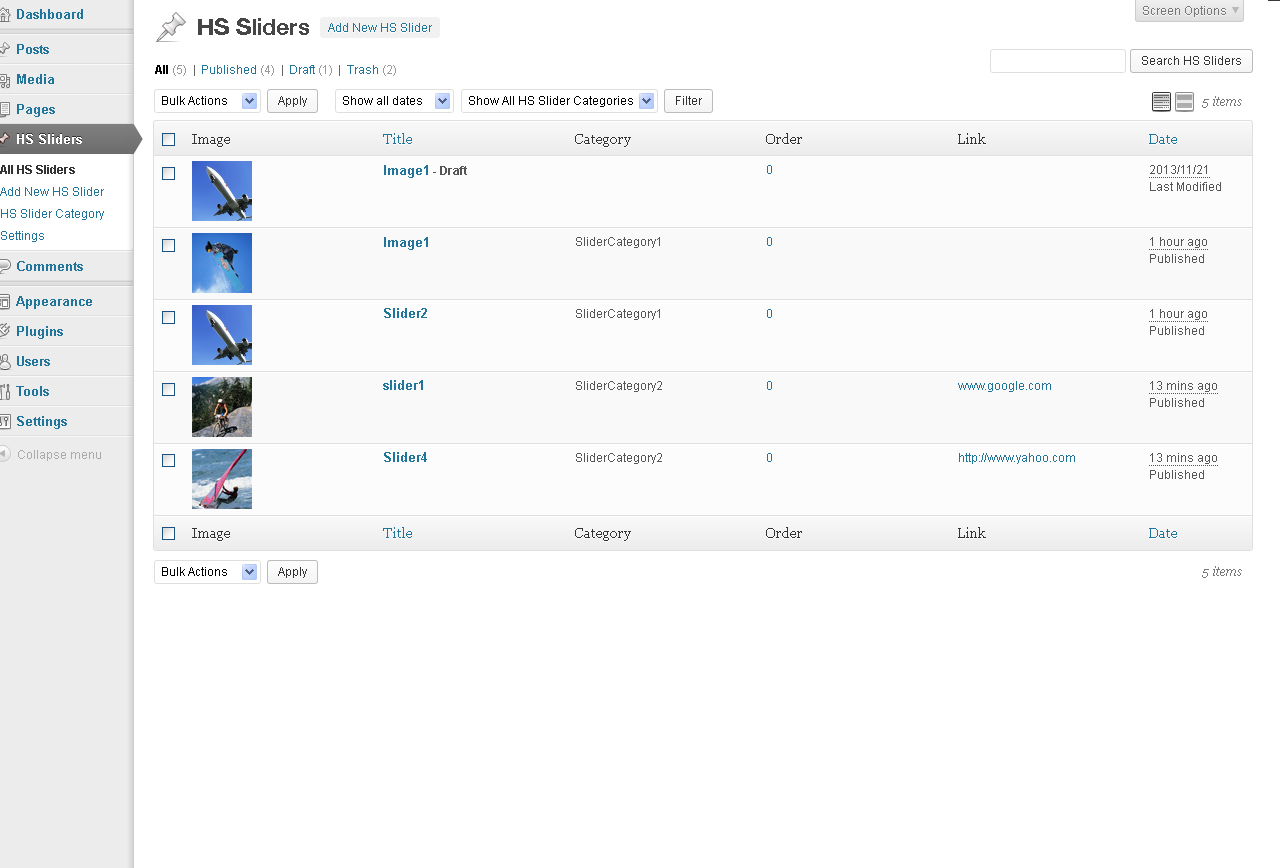 Dashboard
Posts
Media
Pages
HS Sliders
All HS Sliders
Add New HS Slider
HS Slider Category
Settings
Comments
Appearance
Plugins
Users
Tools
Settings
Collapse menu
Screen Options
HS Sliders Add New HS Slider
All (5) | Published (4) | Draft (1) | Trash (2)
Search HS Sliders
Bulk Actions Apply Show all dates Show All HS Slider Categories Filter 5 items
Image Title Category Order Link Date
Image1 - Draft 0 2013/11/21
Last Modified
Image1 SliderCategory1 0 1 hour ago
Published
Slider2 SliderCategory1 0 1 hour ago
Published
slider1 SliderCategory2 0 www.google.com 13 mins ago
Published
Slider4 SliderCategory2 0 http://www.yahoo.com 13 mins ago
Published
Image Title Category Order Link Date
Bulk Actions Apply 5 items